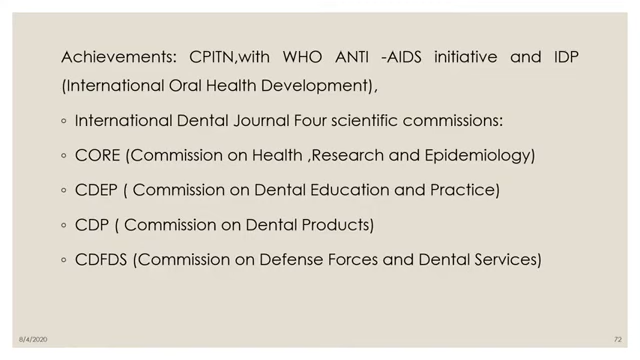 Achievements: CPITN,with WHO ANTI -AIDS initiative and IDP
(International Oral Health Development),
◦ International Dental Journal Four scientific commissions:
◦ CORE (Commission on Health ,Research and Epidemiology)
◦ CDEP ( Commission on Dental Education and Practice)
◦ CDP ( Commission on Dental Products)
◦ CDFDS (Commission on Defense Forces and Dental Services)
8/4/2020
72